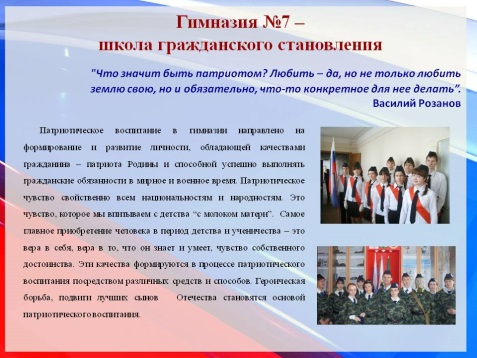 Гимназия №7 –
школа гражданского становления
"Что значит быть патриотом? Любить – да, но не только любить
землю свою, но и обязательно, что-то конкретное для нее делать".
Василий Розанов
Патриотическое воспитание в гимназии направлено на
формирование и развитие личности, обладающей качествами
гражданина – патриота Родины и способной успешно выполнять
гражданские обязанности в мирное и военное время. Патриотическое
чувство свойственно всем национальностям и народностям. Это
чувство, которое мы впитываем с детства "с молоком матери". Самое
главное приобретение человека в период детства и ученичества – это
вера в себя, вера в то, что он знает и умеет, чувство собственного
достоинства. Эти качества формируются в процессе патриотического
воспитания посредством различных средств и способов. Героическая
борьба, подвиги лучших сынов Отечества становятся основой
патриотического воспитания.